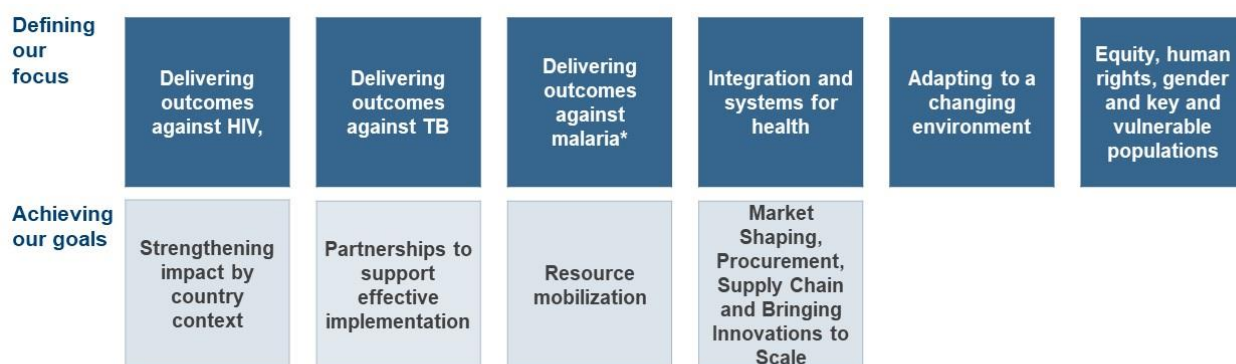 Defining
our
focus
Delivering
outcomes
against HIV,
Delivering
outcomes
against TB
Delivering
outcomes
against
malaria*
Integration and
systems for
health
Adapting to a
changing
environment
Equity, human
rights, gender
and key and
vulnerable
populations
Achieving
our goals
Strengthening
impact by
country
context
Partnerships to
support
effective
implementation
Resource
mobilization
Market
Shaping,
Procurement,
Supply Chain
and Bringing
Innovations to
Scale